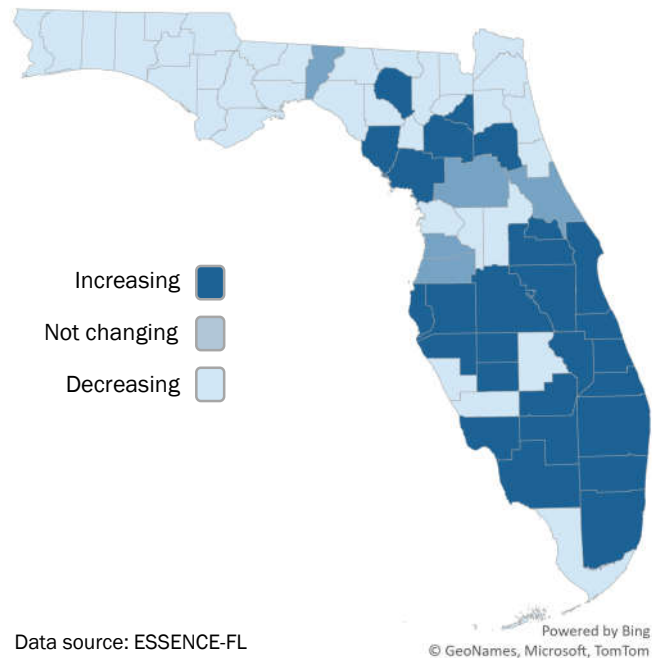 Increasing
Not changing
Decreasing
Data source: ESSENCE-FL
Powered by Bing
© GeoNames, Microsoft, TomTom